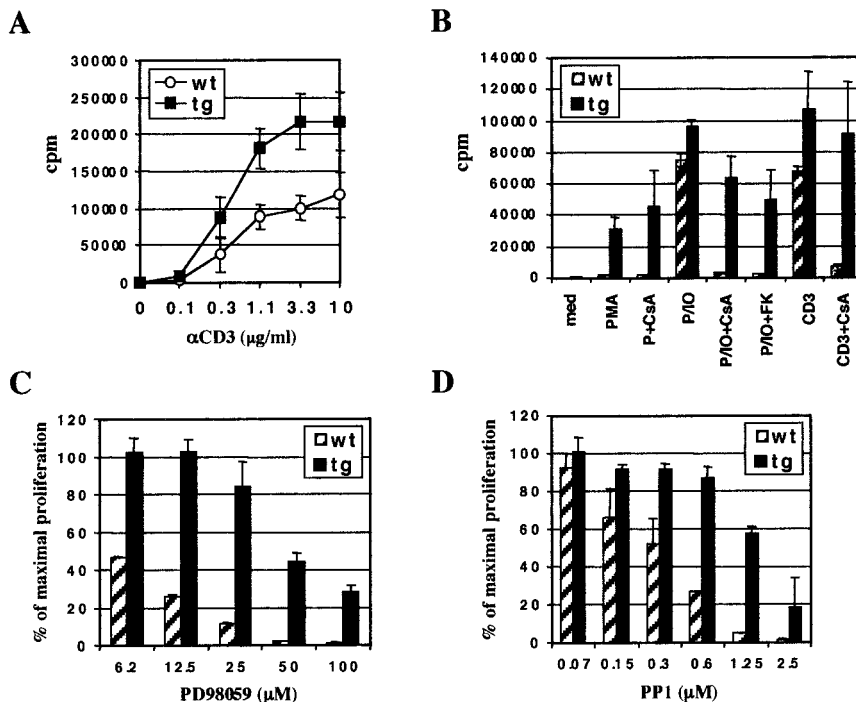 A
300000
250000
200000
150000
100000
50000
0
cpm
wt
tg
0 0.1 0.3 1.1 3.3 10
αCD3 (μg/ml)
B
140000
120000
100000
80000
60000
40000
20000
0
cpm
wt
tg
med
PMA
P+CsA
P/IO
P/IO+CsA
P/IO+FK
CD3
CD3+CsA
C
120
100
80
60
40
20
0
% of maximal proliferation
wt
tg
6.2 12.5 25 50 100
PD98059 (μM)
D
120
100
80
60
40
20
0
% of maximal proliferation
wt
tg
0.07 0.15 0.3 0.6 1.25 2.5
PP1 (μM)